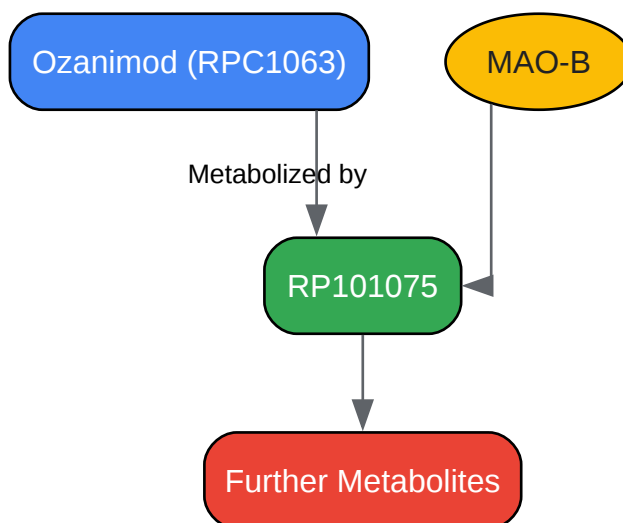 Ozanimod (RPC1063)
MAO-B
Metabolized by
RP101075
Further Metabolites